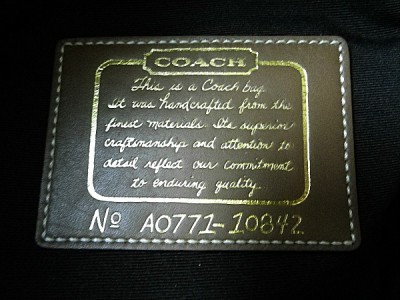 COACH
This is a Coach bag.
It was handcrafted from the
finest materials. Its superior
craftsmanship and attention to
detail reflect our commitment
to enduring quality.
Nº A0771-10842